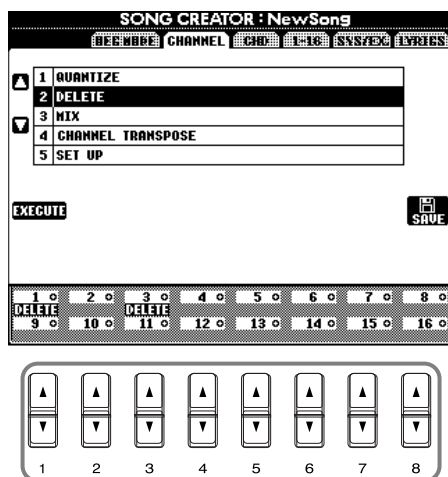 SONG CREATOR : NewSong
REC MODE CHANNEL CHD 1-16 SYS/EX. LYRICS
1 QUANTIZE
2 DELETE
3 MIX
4 CHANNEL TRANSPOSE
5 SET UP
EXECUTE
SAVE
1 2 3 4 5 6 7 8
DELETE DELETE
9 10 11 12 13 14 15 16
1 2 3 4 5 6 7 8